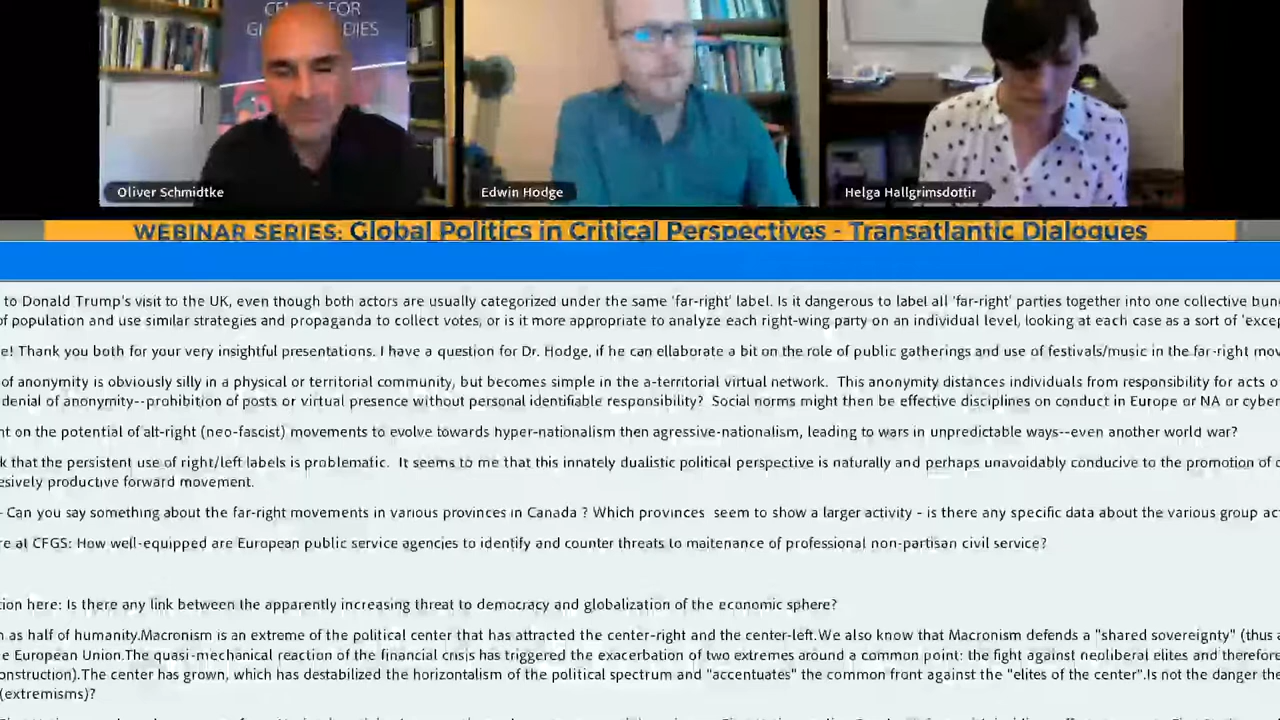 CENTRE FOR
GLOBAL STUDIES
Oliver Schmidtke
Edwin Hodge
Helga Hallgrimsdottir
WEBINAR SERIES: Global Politics in Critical Perspectives - Transatlantic Dialogues
to Donald Trump's visit to the UK, even though both actors are usually categorized under the same 'far-right' label. Is it dangerous to label all 'far-right' parties together into one collective bun
of population and use similar strategies and propaganda to collect votes, or is it more appropriate to analyze each right-wing party on an individual level, looking at each case as a sort of 'excep
e! Thank you both for your very insightful presentations. I have a question for Dr. Hodge, if he can ellaborate a bit on the role of public gatherings and use of festivals/music in the far-right mov
of anonymity is obviously silly in a physical or territorial community, but becomes simple in the a-territorial virtual network. This anonymity distances individuals from responsibility for acts o
denial of anonymity--prohibition of posts or virtual presence without personal identifiable responsibility? Social norms might then be effective disciplines on conduct in Europe or NA or cyber
nt on the potential of alt-right (neo-fascist) movements to evolve towards hyper-nationalism then agressive-nationalism, leading to wars in unpredictable ways--even another world war?
k that the persistent use of right/left labels is problematic. It seems to me that this innately dualistic political perspective is naturally and perhaps unavoidably conducive to the promotion of
esively productive forward movement.
- Can you say something about the far-right movements in various provinces in Canada ? Which provinces seem to show a larger activity - is there any specific data about the various group ac
re at CFGS: How well-equipped are European public service agencies to identify and counter threats to maitenance of professional non-partisan civil service?
tion here: Is there any link between the apparently increasing threat to democracy and globalization of the economic sphere?
n as half of humanity.Macronism is an extreme of the political center that has attracted the center-right and the center-left.We also know that Macronism defends a "shared sovereignty" (thus a
e European Union.The quasi-mechanical reaction of the financial crisis has triggered the exacerbation of two extremes around a common point: the fight against neoliberal elites and therefore
onstruction).The center has grown, which has destabilized the horizontalism of the political spectrum and "accentuates" the common front against the "elites of the center".Is not the danger the
(extremisms)?